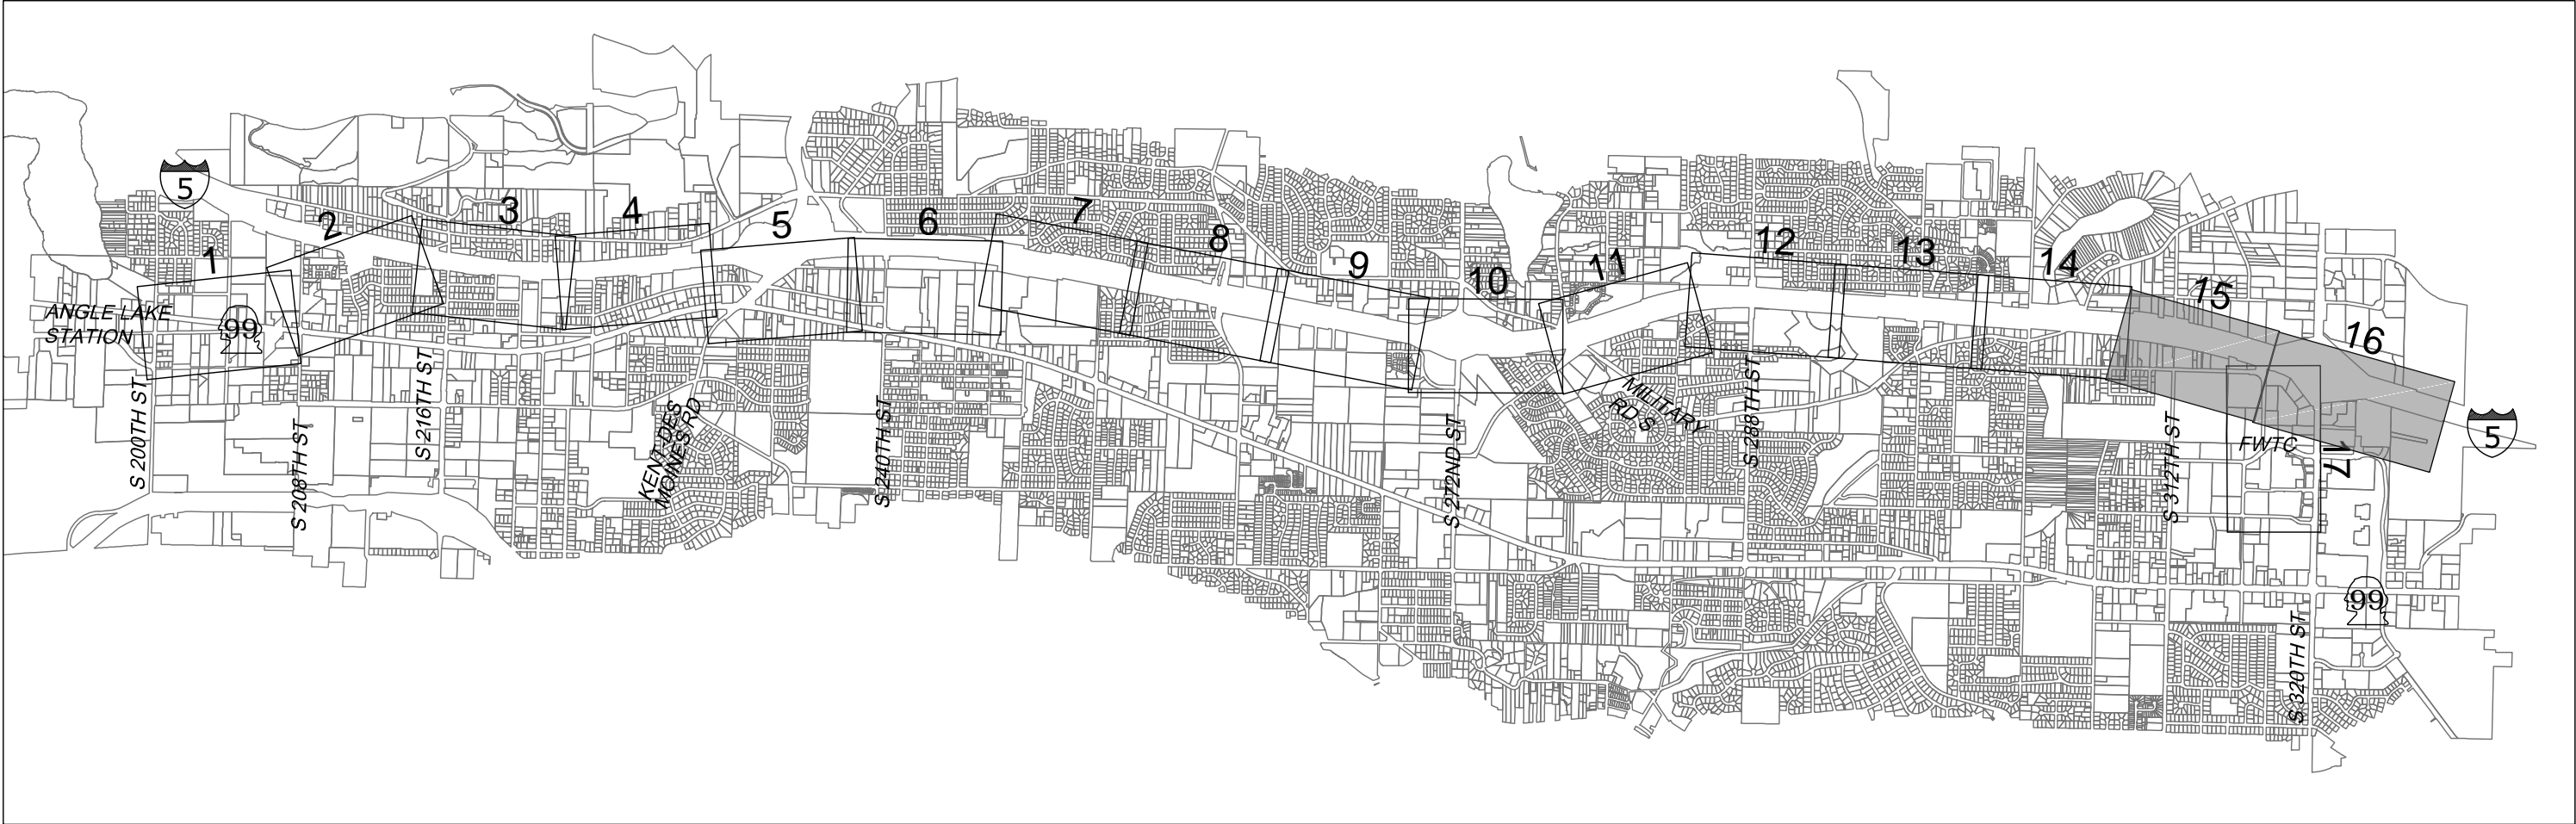 5
1
2
3
4
5
6
7
8
9
10
11
12
13
14
15
16
17
ANGLE LAKE
STATION
99
S 200TH ST
S 208TH ST
S 216TH ST
KENT DES
MOINES RD
S 240TH ST
S 272ND ST
MILITARY
RD S
S 288TH ST
S 312TH ST
FWTC
5
99
S 320TH ST